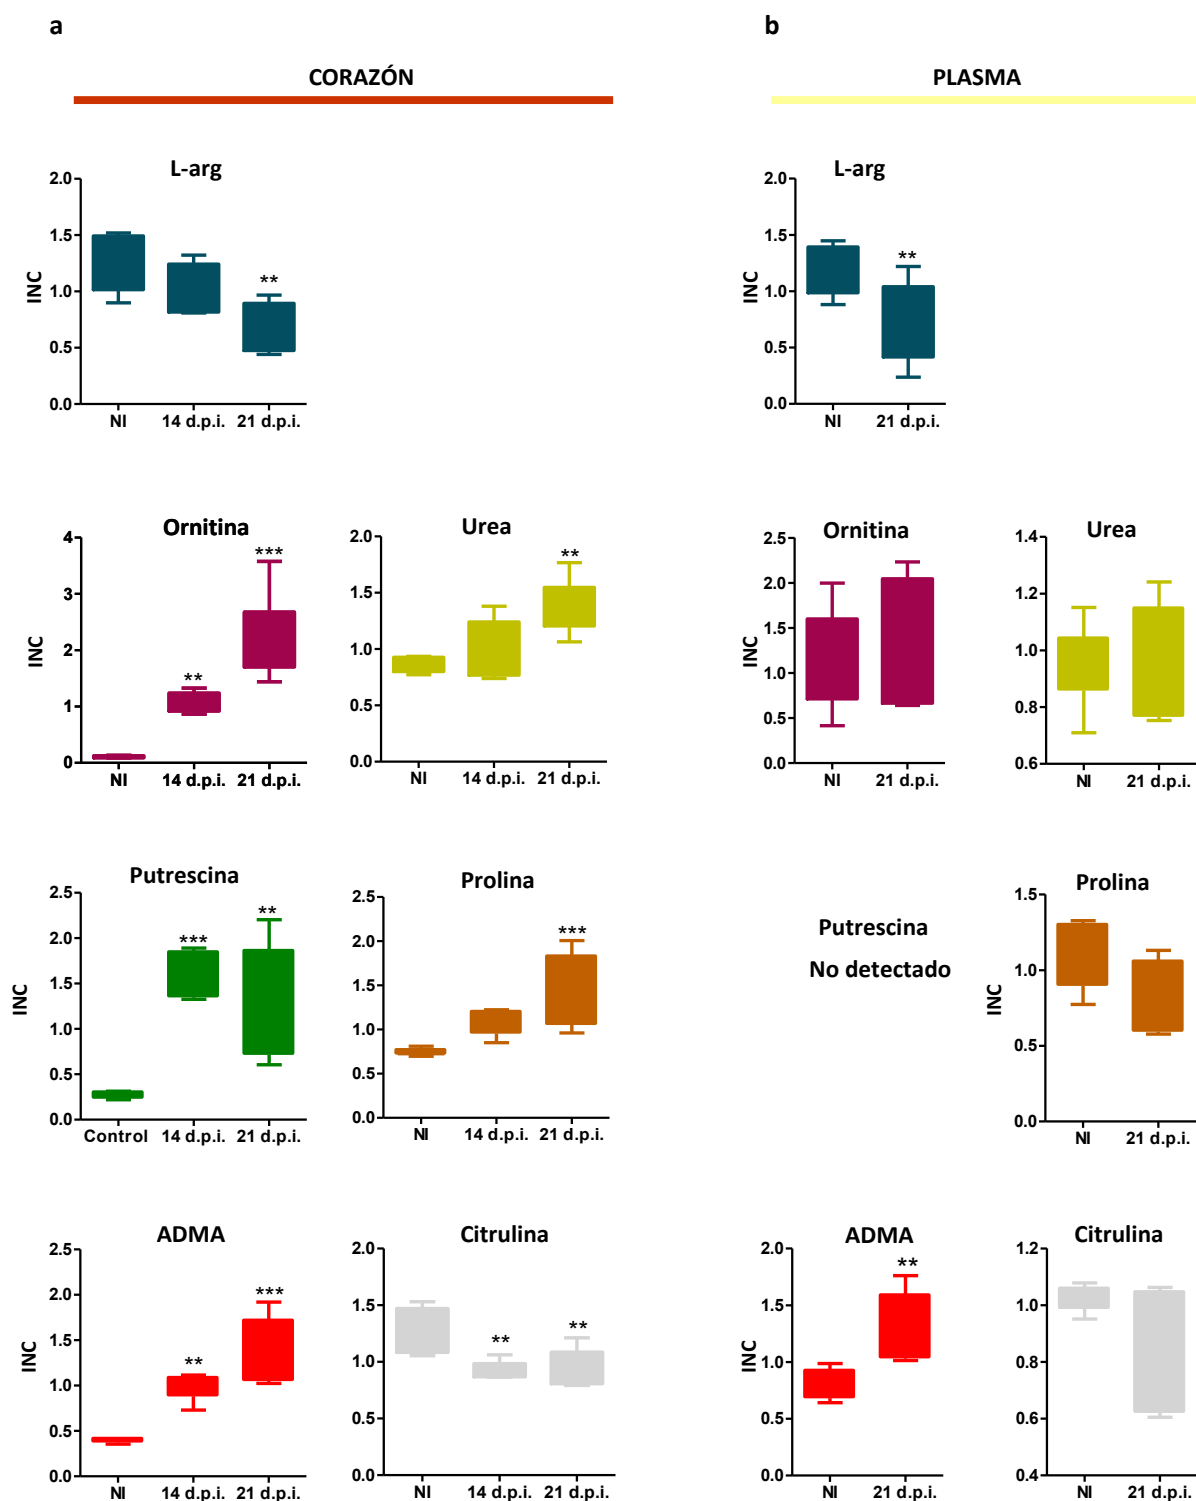 a
b
CORAZÓN
PLASMA
L-arg
INC
2.0
1.5
1.0
0.5
0.0
**
NI 14 d.p.i. 21 d.p.i.
L-arg
INC
2.0
1.5
1.0
0.5
0.0
**
NI 21 d.p.i.
Ornitina
INC
4
3
2
1
0
**
***
NI 14 d.p.i. 21 d.p.i.
Urea
2.0
1.5
1.0
0.5
0.0
**
NI 14 d.p.i. 21 d.p.i.
Ornitina
INC
2.5
2.0
1.5
1.0
0.5
0.0
NI 21 d.p.i.
Urea
1.4
1.2
1.0
0.8
0.6
NI 21 d.p.i.
Putrescina
INC
2.5
2.0
1.5
1.0
0.5
0.0
***
**
Control 14 d.p.i. 21 d.p.i.
Prolina
2.5
2.0
1.5
1.0
0.5
0.0
***
NI 14 d.p.i. 21 d.p.i.
Putrescina
No detectado
Prolina
INC
1.5
1.0
0.5
0.0
NI 21 d.p.i.
ADMA
INC
2.5
2.0
1.5
1.0
0.5
0.0
**
***
NI 14 d.p.i. 21 d.p.i.
Citrulina
2.0
1.5
1.0
0.5
0.0
**
**
NI 14 d.p.i. 21 d.p.i.
ADMA
INC
2.0
1.5
1.0
0.5
0.0
**
NI 21 d.p.i.
Citrulina
1.2
1.0
0.8
0.6
0.4
NI 21 d.p.i.